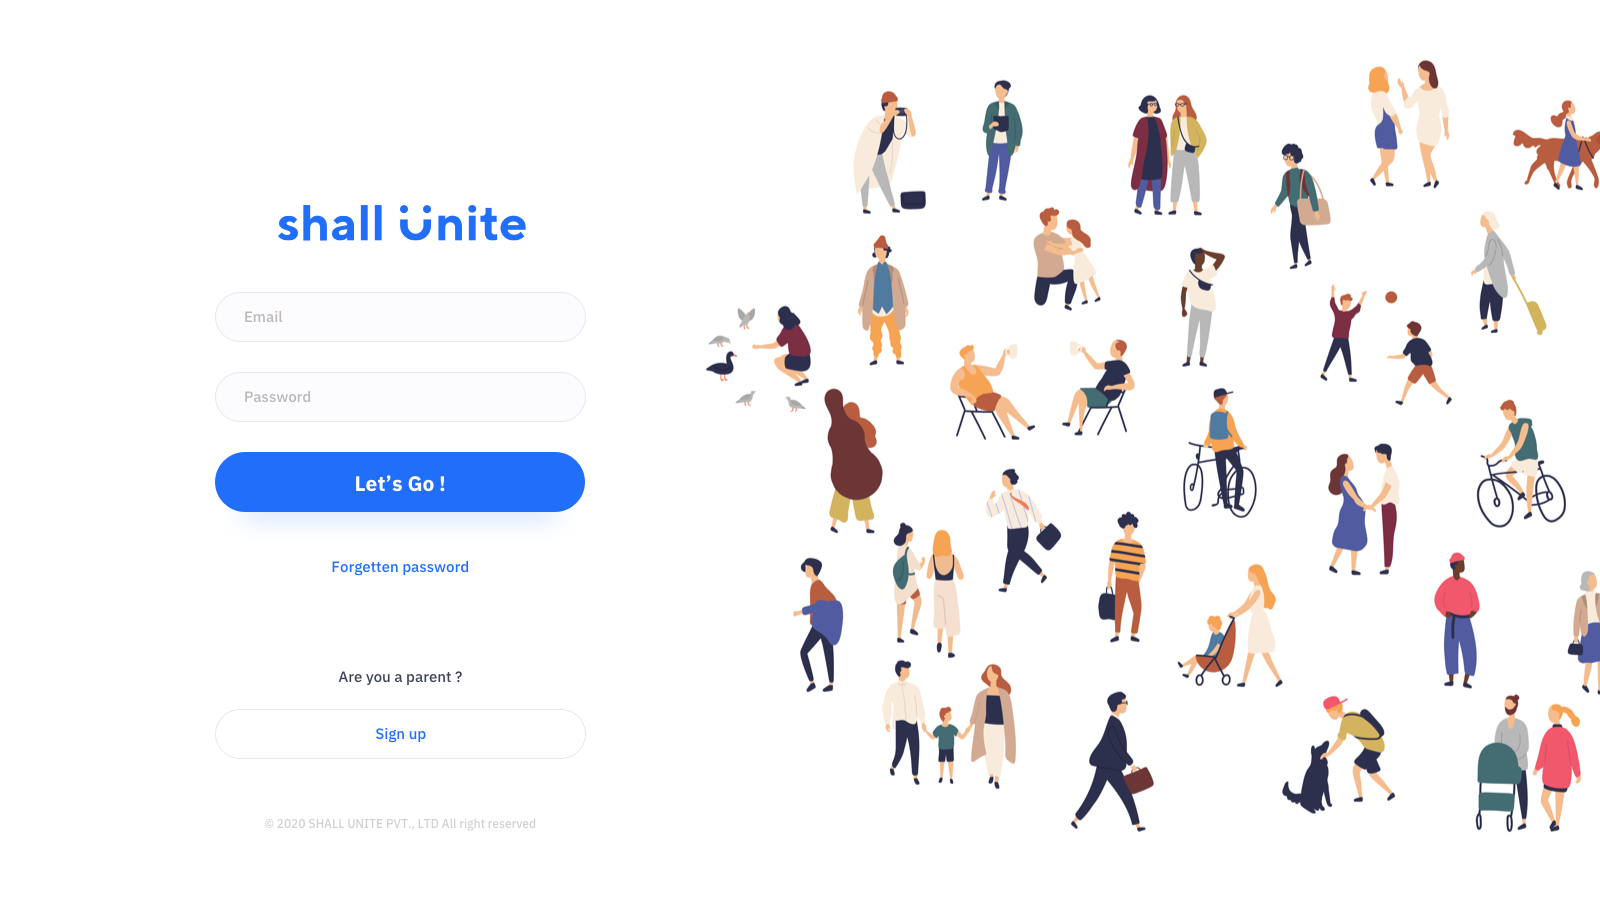 shall ünite
Email
Password
Let’s Go !
Forgetten password
Are you a parent ?
Sign up
© 2020 SHALL UNITE PVT., LTD All right reserved